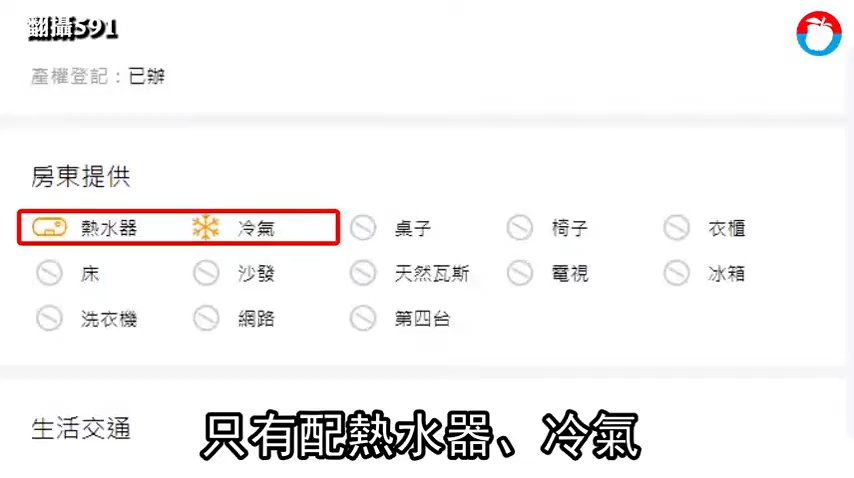 翻攝591
產權登記：已辦
房東提供
熱水器 冷氣 桌子 椅子 衣櫃
床 沙發 天然瓦斯 電視 冰箱
洗衣機 網路 第四台
生活交通
只有配熱水器、冷氣